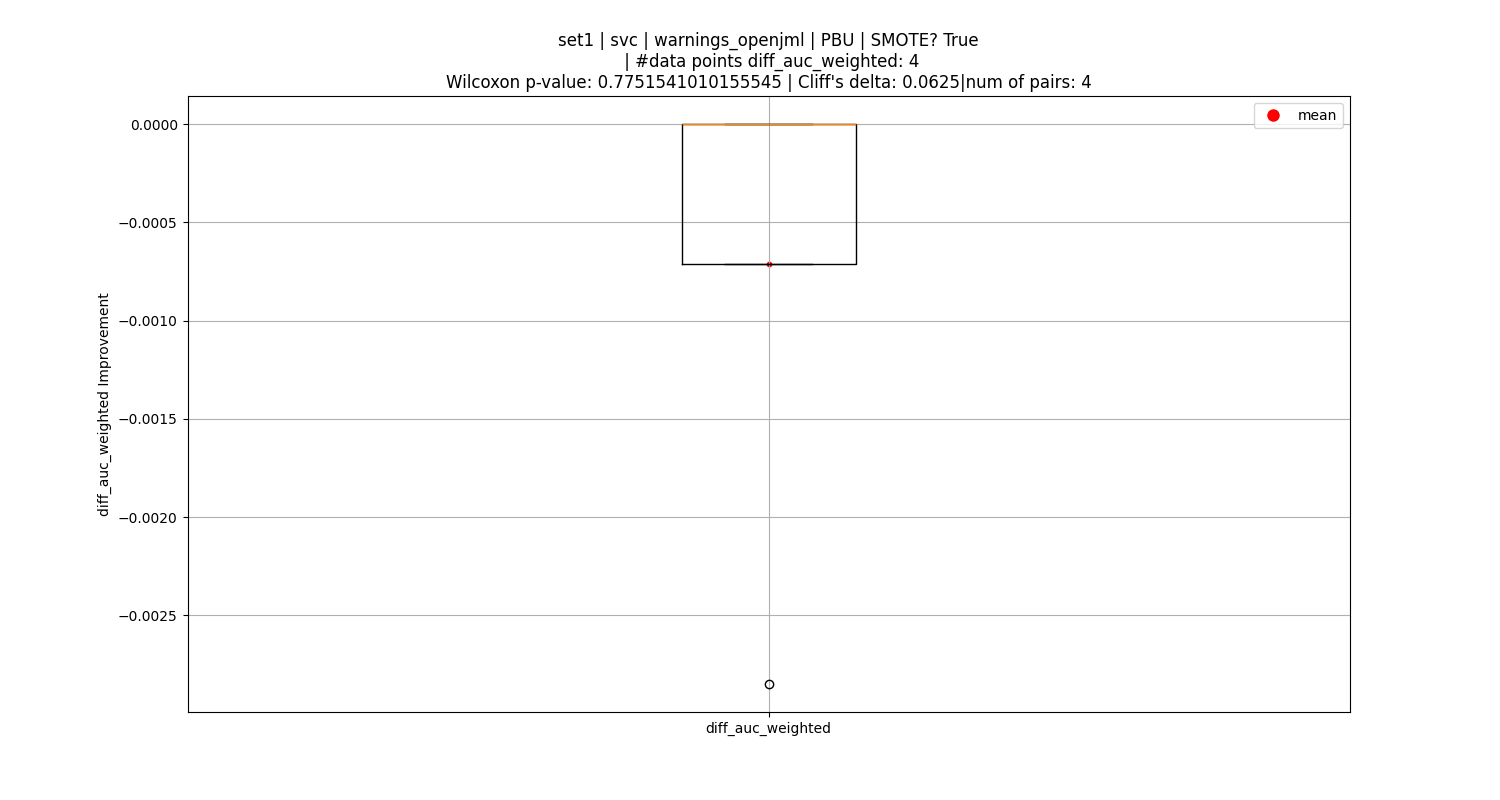 set1 | svc | warnings_openjml | PBU | SMOTE? True
| #data points diff_auc_weighted: 4
Wilcoxon p-value: 0.7751541010155545 | Cliff's delta: 0.0625|num of pairs: 4
mean
0.0000
−0.0005
−0.0010
−0.0015
−0.0020
−0.0025
diff_auc_weighted Improvement
diff_auc_weighted